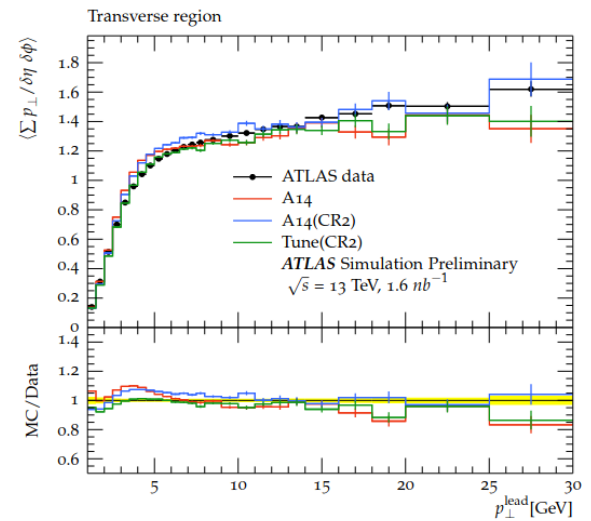 Transverse region
⟨∑ p⊥/δη δϕ⟩
1.8
1.6
1.4
1.2
1
0.8
0.6
0.4
0.2
0
ATLAS data
A14
A14(CR2)
Tune(CR2)
ATLAS Simulation Preliminary
√s = 13 TeV, 1.6 nb⁻¹
MC/Data
1.4
1.2
1
0.8
0.6
5 10 15 20 25 30
p⊥^lead [GeV]